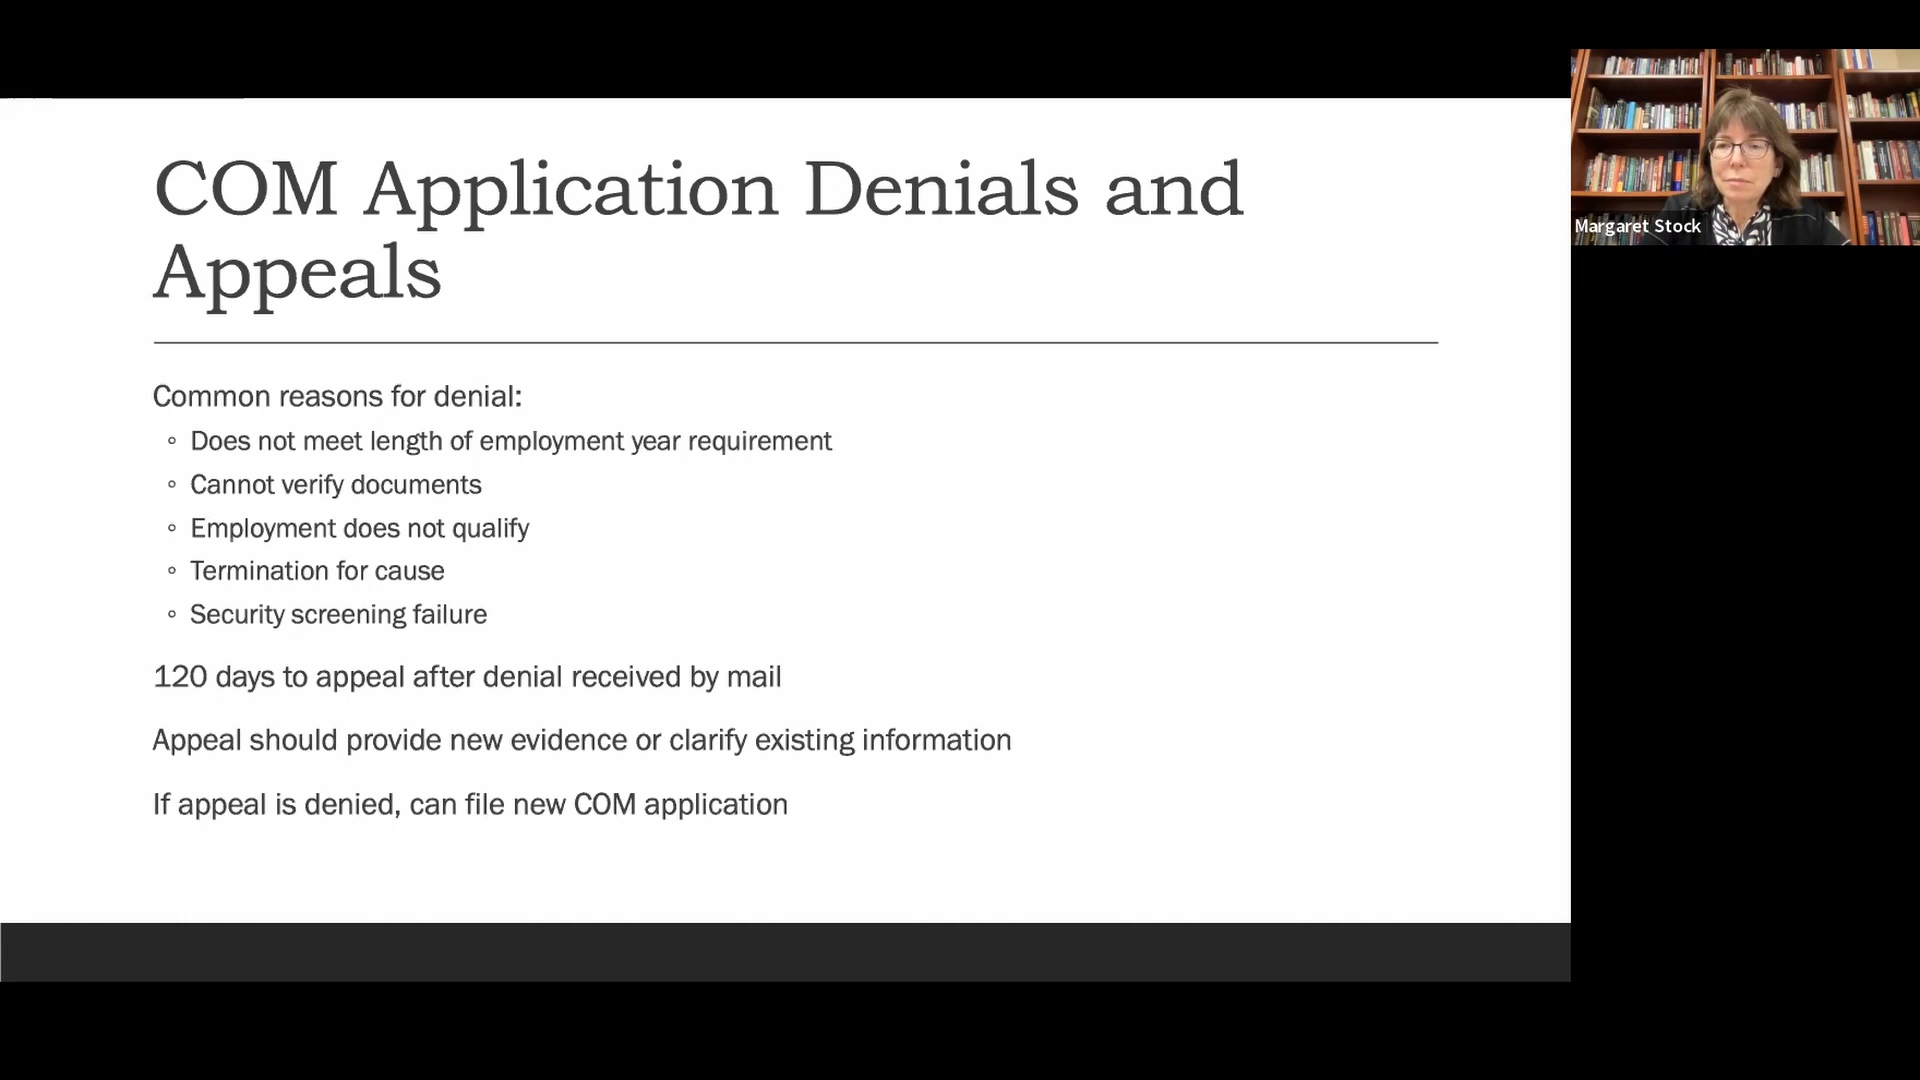 COM Application Denials and
Appeals
Common reasons for denial:
◦ Does not meet length of employment year requirement
◦ Cannot verify documents
◦ Employment does not qualify
◦ Termination for cause
◦ Security screening failure
120 days to appeal after denial received by mail
Appeal should provide new evidence or clarify existing information
If appeal is denied, can file new COM application
Margaret Stock